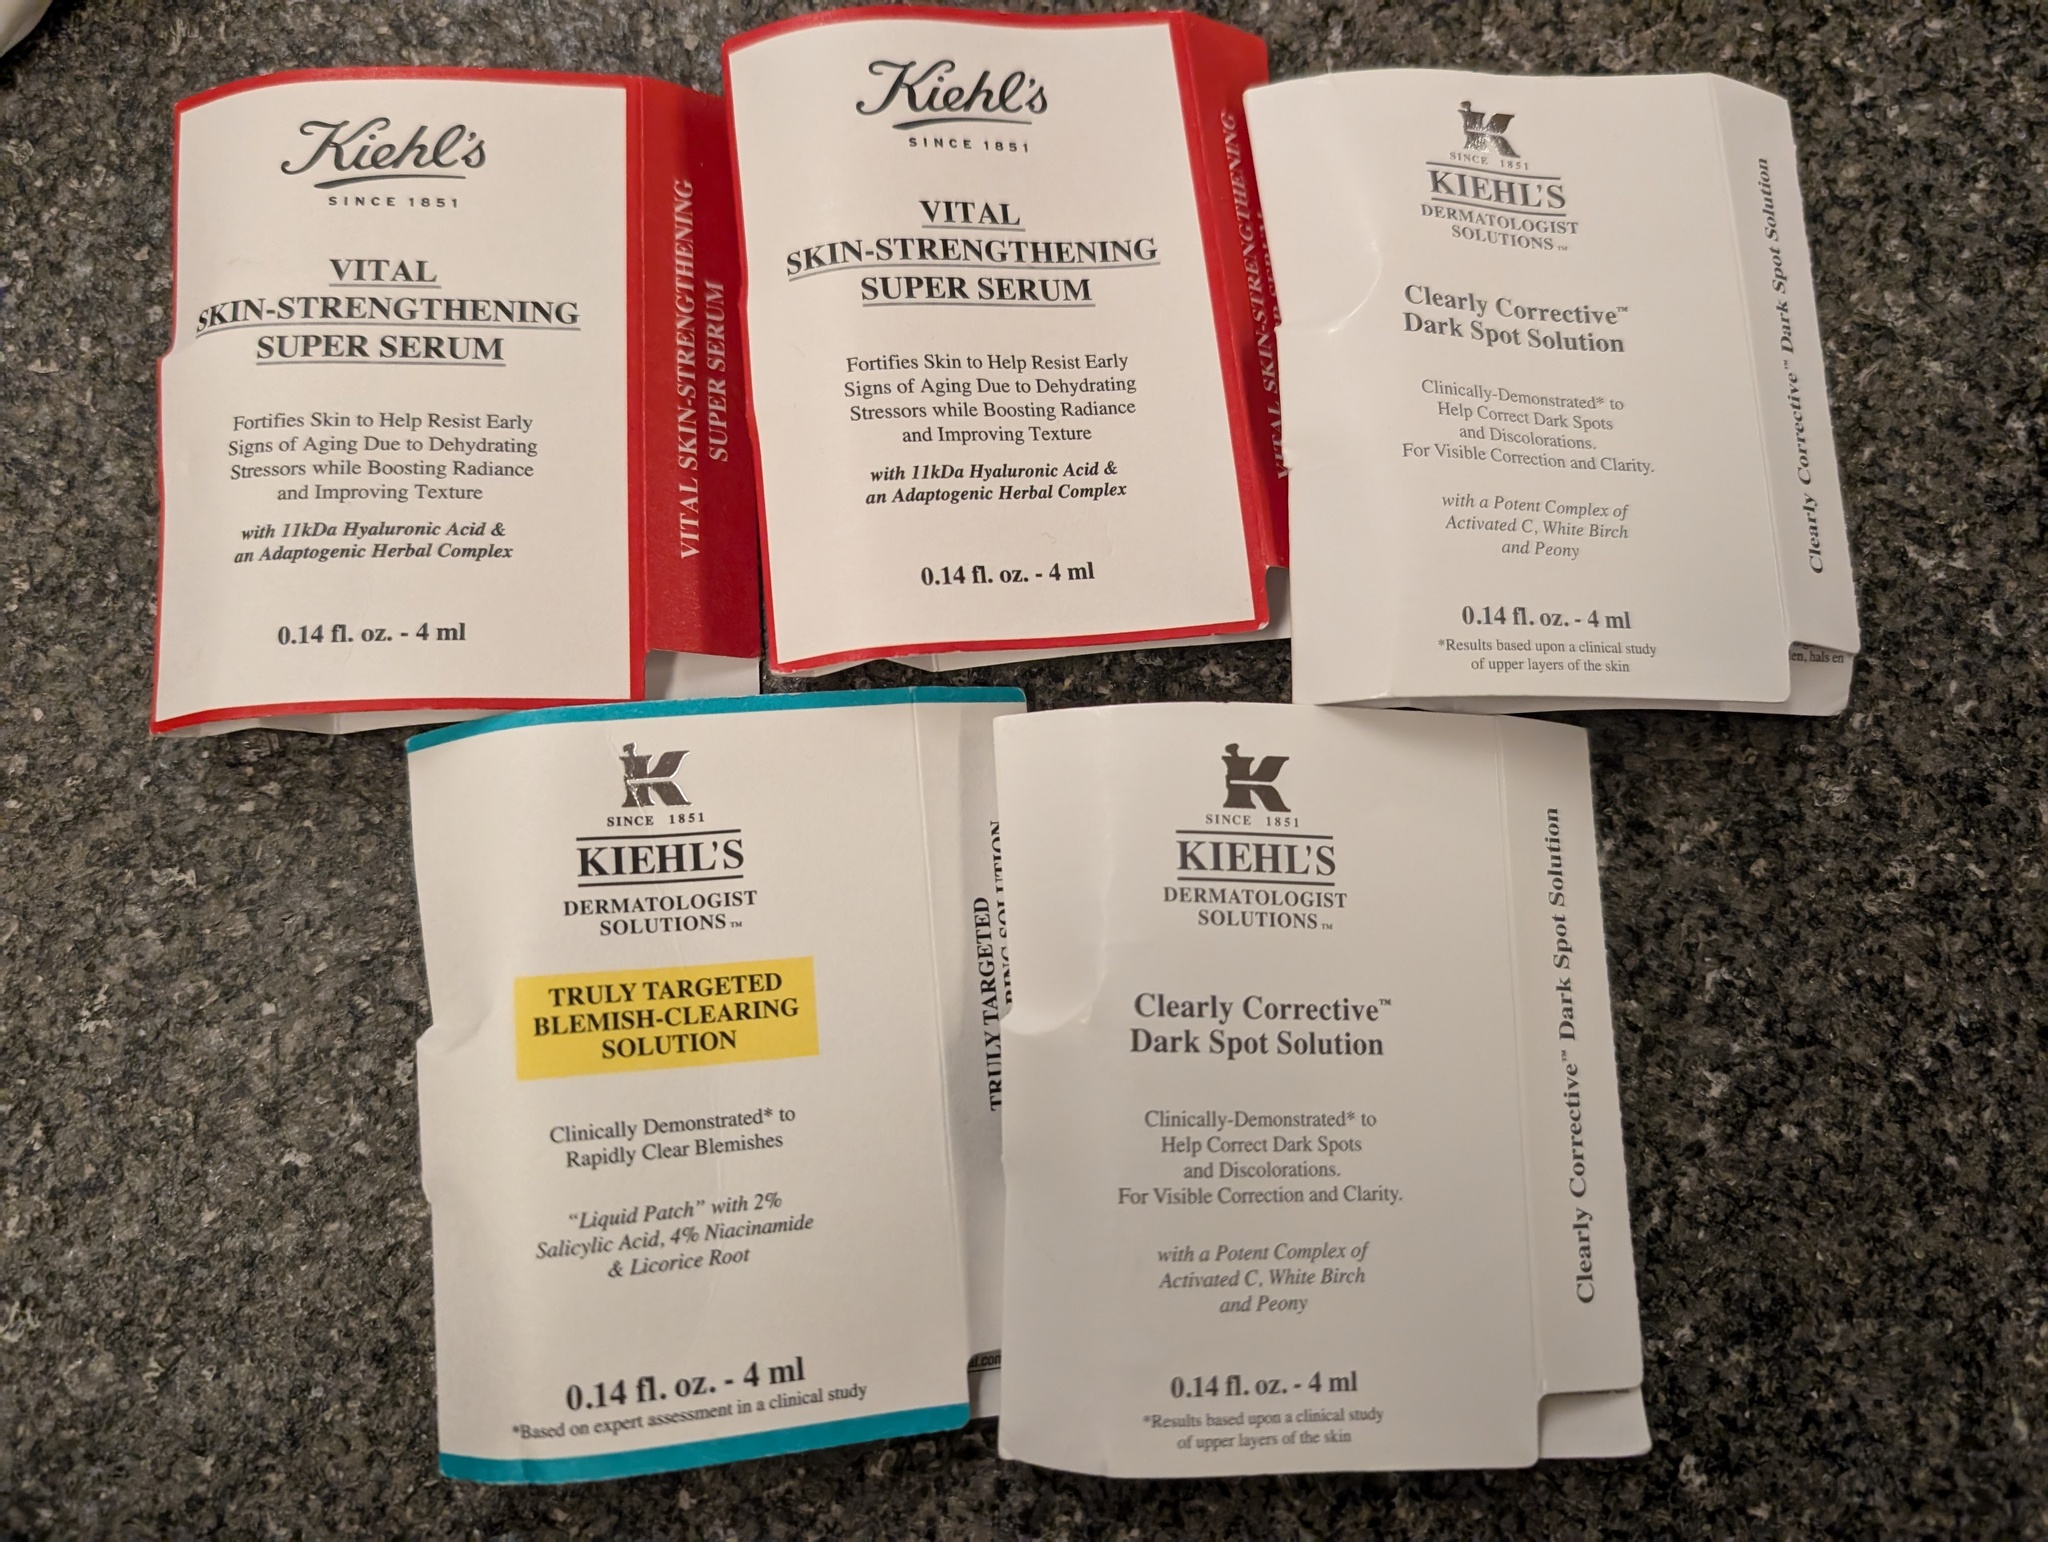 Kiehl's
SINCE 1851
VITAL
SKIN-STRENGTHENING
SUPER SERUM
Fortifies Skin to Help Resist Early
Signs of Aging Due to Dehydrating
Stressors while Boosting Radiance
and Improving Texture
with 11kDa Hyaluronic Acid &
an Adaptogenic Herbal Complex
0.14 fl. oz. - 4 ml
VITAL SKIN-STRENGTHENING
SUPER SERUM
Kiehl's
SINCE 1851
VITAL
SKIN-STRENGTHENING
SUPER SERUM
Fortifies Skin to Help Resist Early
Signs of Aging Due to Dehydrating
Stressors while Boosting Radiance
and Improving Texture
with 11kDa Hyaluronic Acid &
an Adaptogenic Herbal Complex
0.14 fl. oz. - 4 ml
VITAL SKIN-STRENGTHENING
K
SINCE 1851
KIEHL'S
DERMATOLOGIST
SOLUTIONS™
Clearly Corrective™
Dark Spot Solution
Clinically-Demonstrated* to
Help Correct Dark Spots
and Discolorations.
For Visible Correction and Clarity.
with a Potent Complex of
Activated C, White Birch
and Peony
0.14 fl. oz. - 4 ml
*Results based upon a clinical study
of upper layers of the skin
Clearly Corrective™ Dark Spot Solution
en, hals en
K
SINCE 1851
KIEHL'S
DERMATOLOGIST
SOLUTIONS™
TRULY TARGETED
BLEMISH-CLEARING
SOLUTION
Clinically Demonstrated* to
Rapidly Clear Blemishes
"Liquid Patch" with 2%
Salicylic Acid, 4% Niacinamide
& Licorice Root
0.14 fl. oz. - 4 ml
*Based on expert assessment in a clinical study
TRULY TARGETED
K
SINCE 1851
KIEHL'S
DERMATOLOGIST
SOLUTIONS™
Clearly Corrective™
Dark Spot Solution
Clinically-Demonstrated* to
Help Correct Dark Spots
and Discolorations.
For Visible Correction and Clarity.
with a Potent Complex of
Activated C, White Birch
and Peony
0.14 fl. oz. - 4 ml
*Results based upon a clinical study
of upper layers of the skin
Clearly Corrective™ Dark Spot Solution